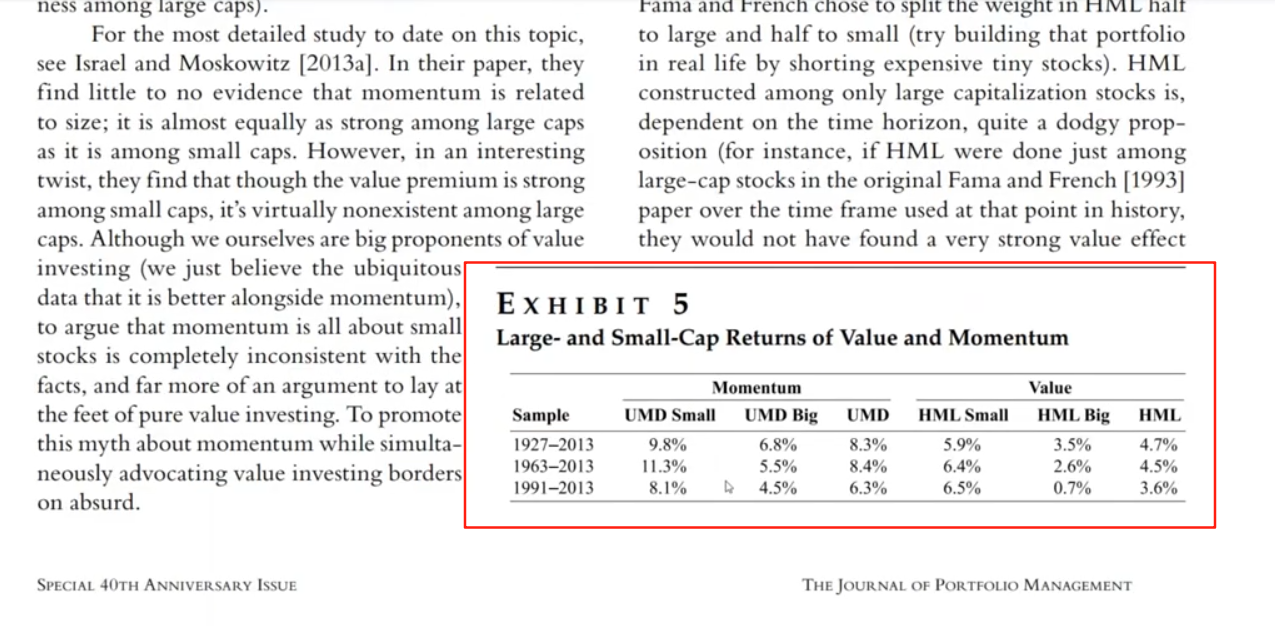 ness among large caps).
For the most detailed study to date on this topic,
see Israel and Moskowitz [2013a]. In their paper, they
find little to no evidence that momentum is related
to size; it is almost equally as strong among large caps
as it is among small caps. However, in an interesting
twist, they find that though the value premium is strong
among small caps, it's virtually nonexistent among large
caps. Although we ourselves are big proponents of value
investing (we just believe the ubiquitous
data that it is better alongside momentum),
to argue that momentum is all about small
stocks is completely inconsistent with the
facts, and far more of an argument to lay at
the feet of pure value investing. To promote
this myth about momentum while simulta-
neously advocating value investing borders
on absurd.
Fama and French chose to split the weight in HML half
to large and half to small (try building that portfolio
in real life by shorting expensive tiny stocks). HML
constructed among only large capitalization stocks is,
dependent on the time horizon, quite a dodgy prop-
osition (for instance, if HML were done just among
large-cap stocks in the original Fama and French [1993]
paper over the time frame used at that point in history,
they would not have found a very strong value effect
EXHIBIT 5
Large- and Small-Cap Returns of Value and Momentum
Momentum Value
Sample UMD Small UMD Big UMD HML Small HML Big HML
1927–2013 9.8% 6.8% 8.3% 5.9% 3.5% 4.7%
1963–2013 11.3% 5.5% 8.4% 6.4% 2.6% 4.5%
1991–2013 8.1% 4.5% 6.3% 6.5% 0.7% 3.6%
SPECIAL 40TH ANNIVERSARY ISSUE
THE JOURNAL OF PORTFOLIO MANAGEMENT